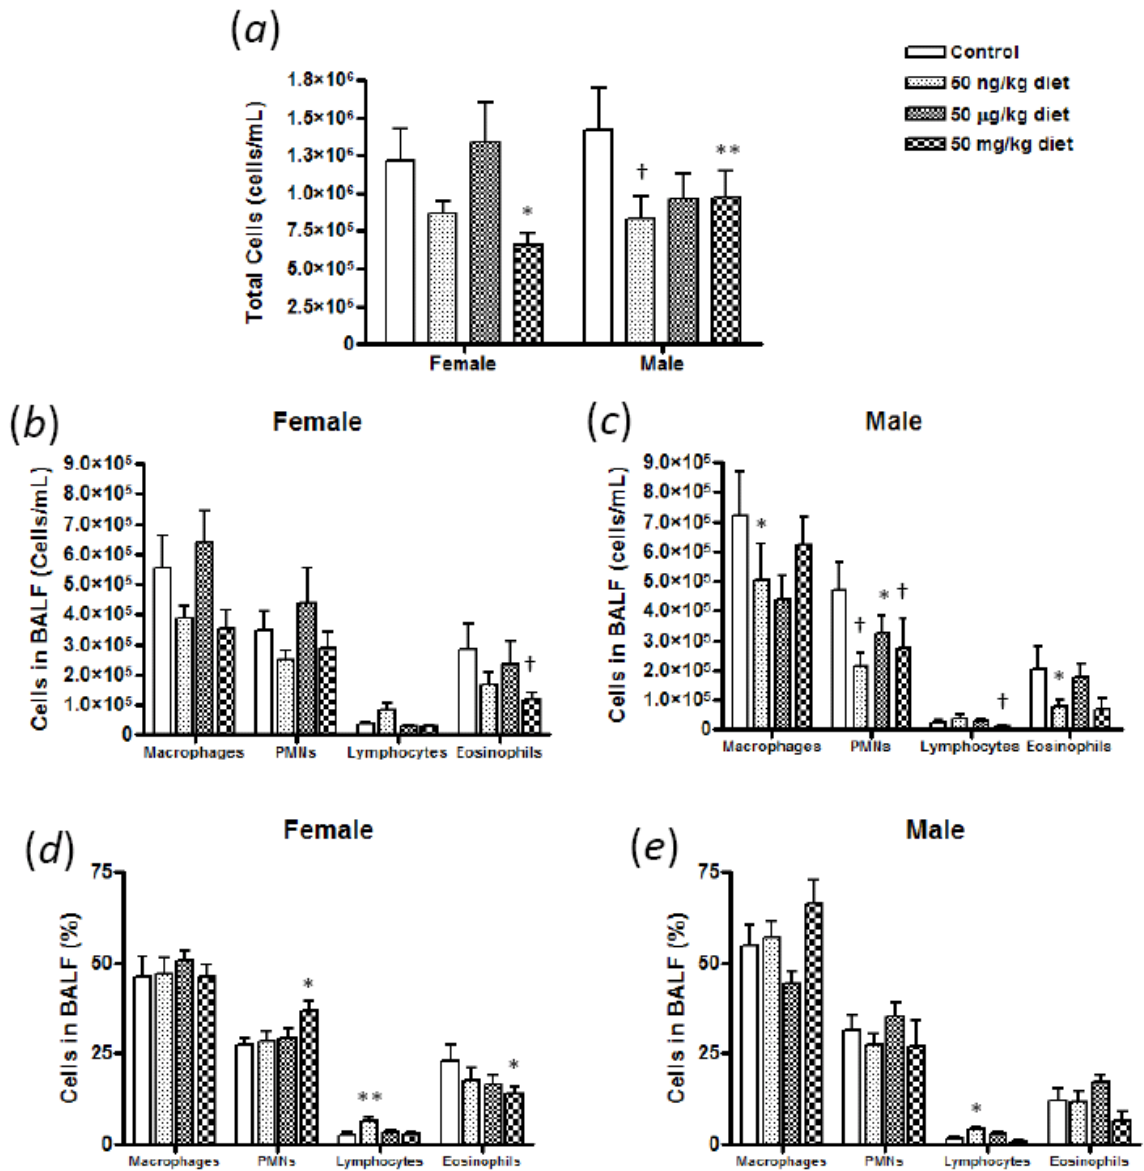 (a)
Control
50 ng/kg diet
50 µg/kg diet
50 mg/kg diet
Total Cells (cells/mL)
1.8×10⁶
1.5×10⁶
1.3×10⁶
1.0×10⁶
7.5×10⁵
5.0×10⁵
2.5×10⁵
0
*
†
**
Female Male
(b) Female
Cells in BALF (Cells/mL)
9.0×10⁵
8.0×10⁵
7.0×10⁵
6.0×10⁵
5.0×10⁵
4.0×10⁵
3.0×10⁵
2.0×10⁵
1.0×10⁵
0
†
Macrophages PMNs Lymphocytes Eosinophils
(c) Male
Cells in BALF (cells/mL)
9.0×10⁵
8.0×10⁵
7.0×10⁵
6.0×10⁵
5.0×10⁵
4.0×10⁵
3.0×10⁵
2.0×10⁵
1.0×10⁵
0
*
† * †
†
*
Macrophages PMNs Lymphocytes Eosinophils
(d) Female
Cells in BALF (%)
75
50
25
0
*
**
*
Macrophages PMNs Lymphocytes Eosinophils
(e) Male
Cells in BALF (%)
75
50
25
0
*
Macrophages PMNs Lymphocytes Eosinophils